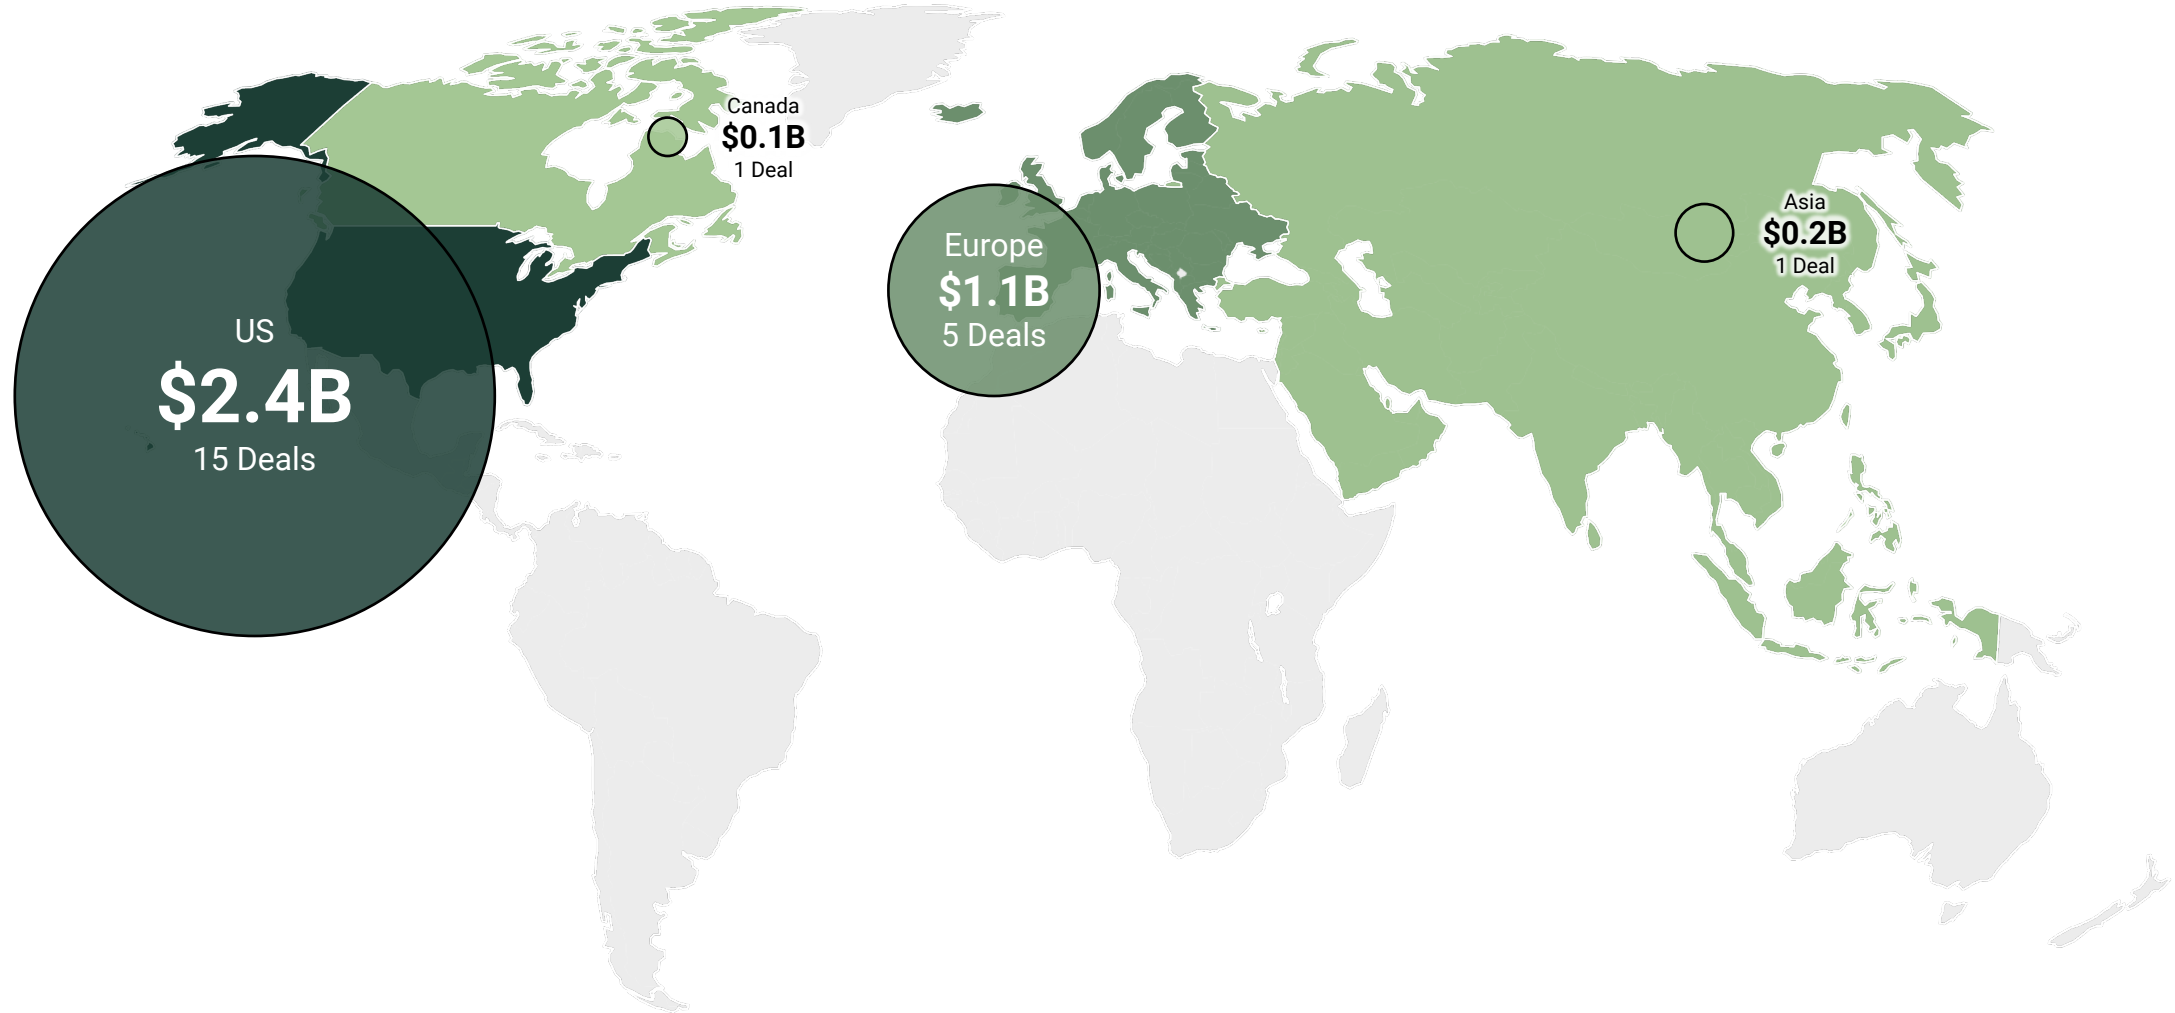 Canada
$0.1B
1 Deal
Asia
$0.2B
1 Deal
Europe
$1.1B
5 Deals
US
$2.4B
15 Deals